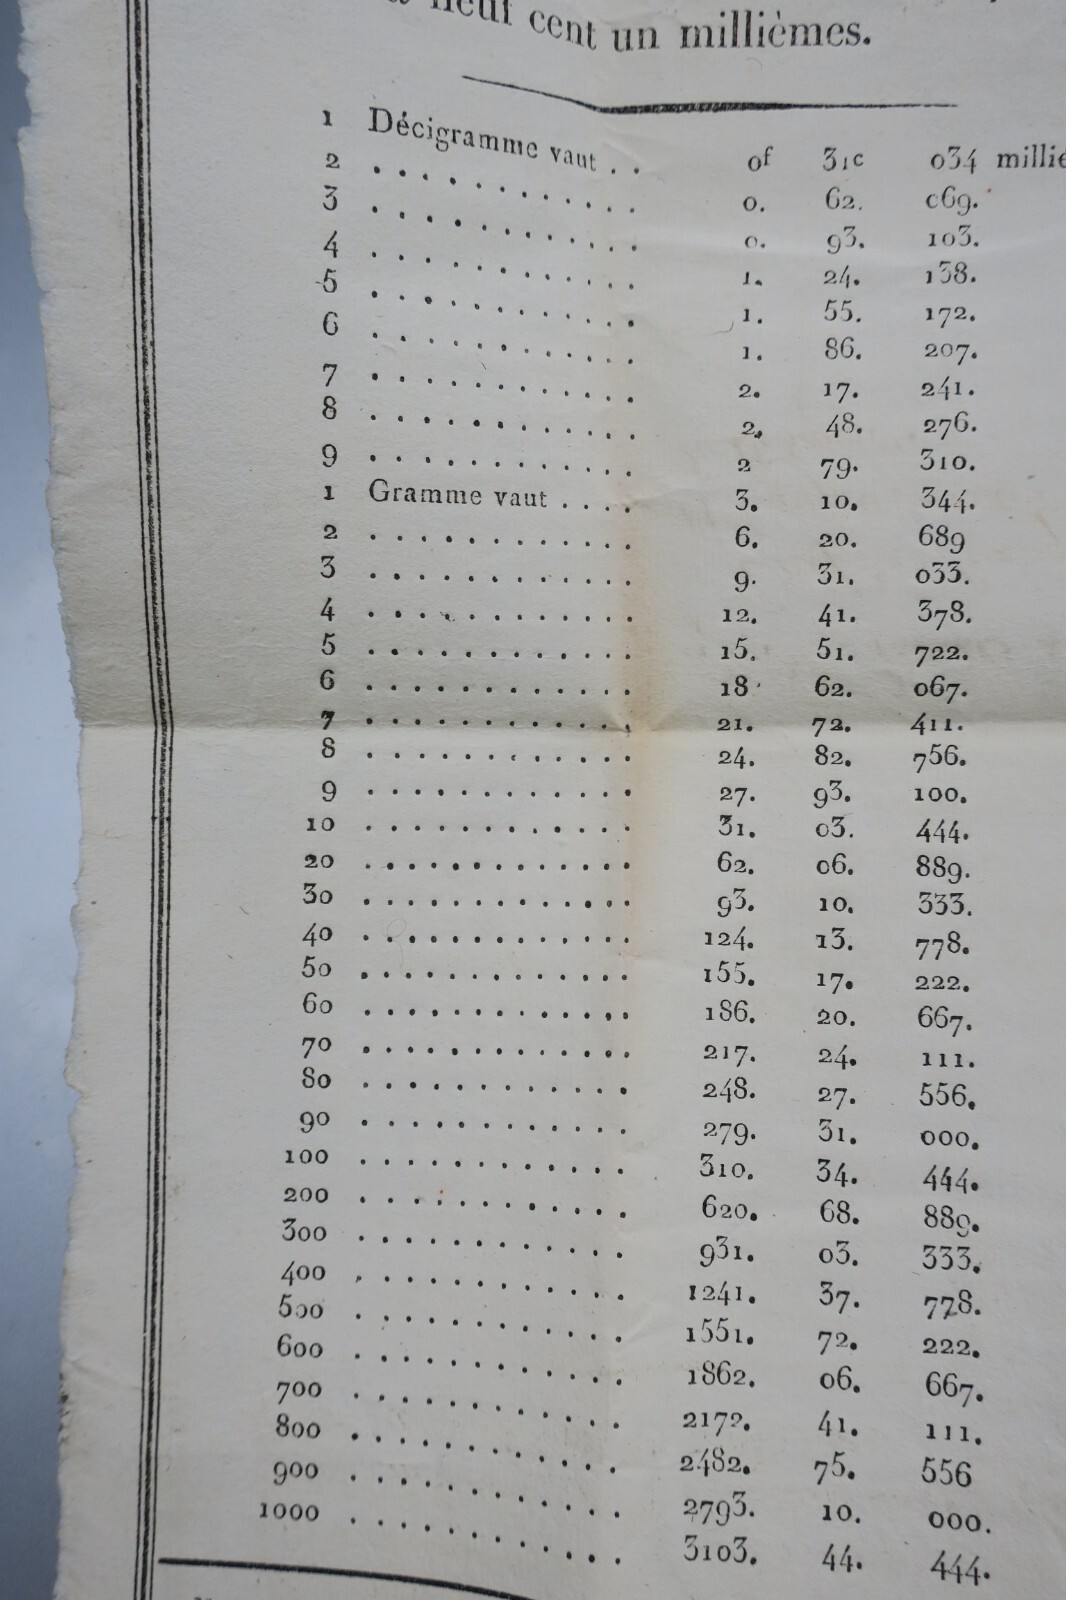 neuf cent un millièmes.
1 Décigramme vaut . . of 31c 034
2 . . . . . . . . . . . . 0. 62. 069.
3 . . . . . . . . . . . . 0. 93. 103.
4 . . . . . . . . . . . . 1. 24. 138.
5 . . . . . . . . . . . . 1. 55. 172.
6 . . . . . . . . . . . . 1. 86. 207.
7 . . . . . . . . . . . . 2. 17. 241.
8 . . . . . . . . . . . . 2. 48. 276.
9 . . . . . . . . . . . . 2 79. 310.
1 Gramme vaut . . . . 3. 10. 344.
2 . . . . . . . . . . . . 6. 20. 689
3 . . . . . . . . . . . . 9. 31. 033.
4 . . . . . . . . . . . . 12. 41. 378.
5 . . . . . . . . . . . . 15. 51. 722.
6 . . . . . . . . . . . . 18. 62. 067.
7 . . . . . . . . . . . . 21. 72. 411.
8 . . . . . . . . . . . . 24. 82. 756.
9 . . . . . . . . . . . . 27. 93. 100.
10 . . . . . . . . . . . . 31. 03. 444.
20 . . . . . . . . . . . . 62. 06. 889.
30 . . . . . . . . . . . . 93. 10. 333.
40 . . . . . . . . . . . . 124. 13. 778.
50 . . . . . . . . . . . . 155. 17. 222.
60 . . . . . . . . . . . . 186. 20. 667.
70 . . . . . . . . . . . . 217. 24. 111.
80 . . . . . . . . . . . . 248. 27. 556.
90 . . . . . . . . . . . . 279. 31. 000.
100 . . . . . . . . . . . . 310. 34. 444.
200 . . . . . . . . . . . . 620. 68. 889.
300 . . . . . . . . . . . . 931. 03. 333.
400 . . . . . . . . . . . . 1241. 37. 778.
500 . . . . . . . . . . . . 1551. 72. 222.
600 . . . . . . . . . . . . 1862. 06. 667.
700 . . . . . . . . . . . . 2172. 41. 111.
800 . . . . . . . . . . . . 2482. 75. 556
900 . . . . . . . . . . . . 2793. 10. 000.
1000 . . . . . . . . . . . . 3103. 44. 444.